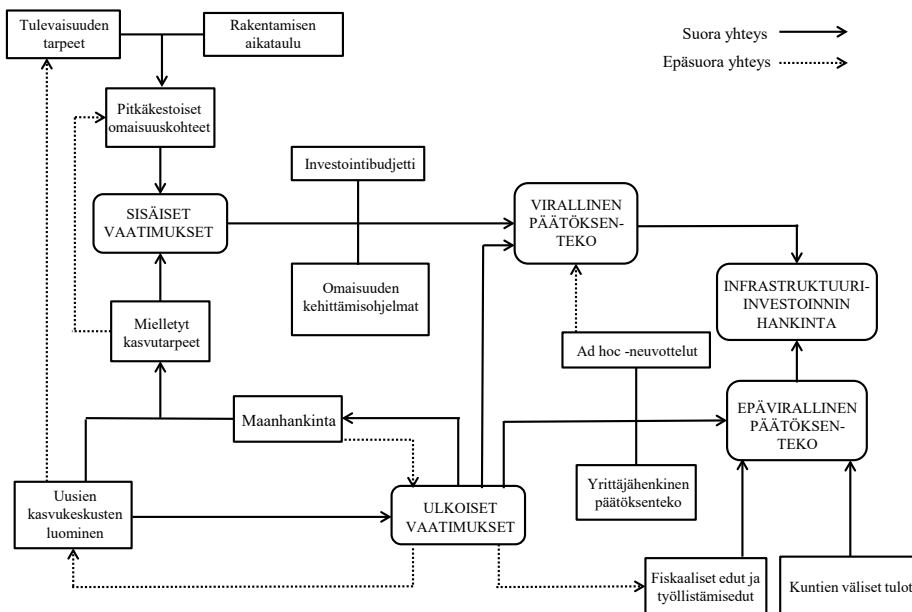 Tulevaisuuden
tarpeet
Rakentamisen
aikataulu
Suora yhteys
Epäsuora yhteys
Pitkäkestoiset
omaisuuskohteet
Investointibudjetti
SISÄISET
VAATIMUKSET
VIRALLINEN
PÄÄTÖKSEN-
TEKO
Omaisuuden
kehittämisohjelmat
INFRASTRUKTUURI-
INVESTOINNIN
HANKINTA
Mielletyt
kasvutarpeet
Ad hoc -neuvottelut
Maanhankinta
EPÄVIRALLINEN
PÄÄTÖKSEN-
TEKO
Uusien
kasvukeskusten
luominen
ULKOISET
VAATIMUKSET
Yrittäjähenkinen
päätöksenteko
Fiskaaliset edut ja
työllistämisedut
Kuntien väliset tulot